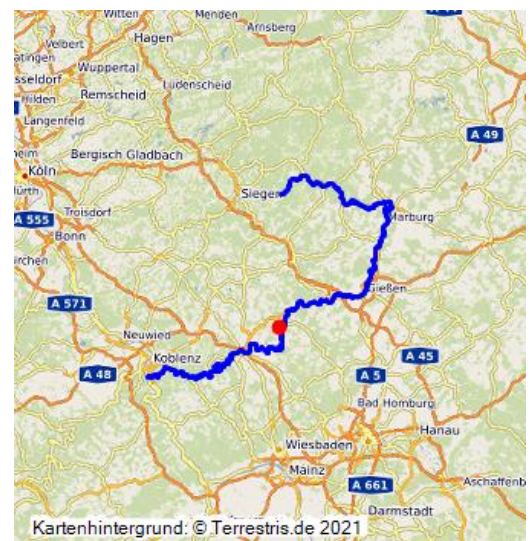 Witten
Menden
Arnsberg
Velbert
Hagen
Wuppertal
Lüdenscheid
Remscheid
Hilden
Langenfeld
A 49
Bergisch Gladbach
Köln
Siegen
Marburg
A 555
Troisdorf
Bonn
Gießen
A 571
Neuwied
Koblenz
A 48
A 45
A 5
Bad Homburg
Hanau
Wiesbaden
Mainz
Aschaffenb
A 661
Darmstadt
Kartenhintergrund: © Terrestris.de 2021